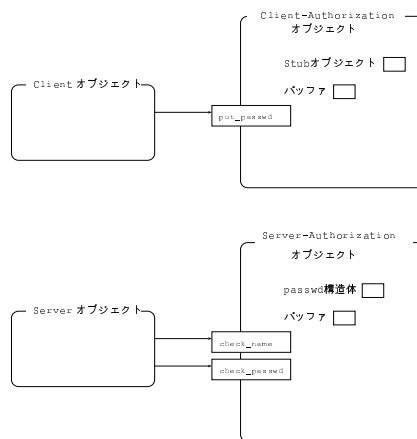 Client-Authorization
オブジェクト
Stubオブジェクト
Client オブジェクト
バッファ
put_passwd
Server-Authorization
オブジェクト
passwd構造体
Server オブジェクト
バッファ
check_name
check_passwd